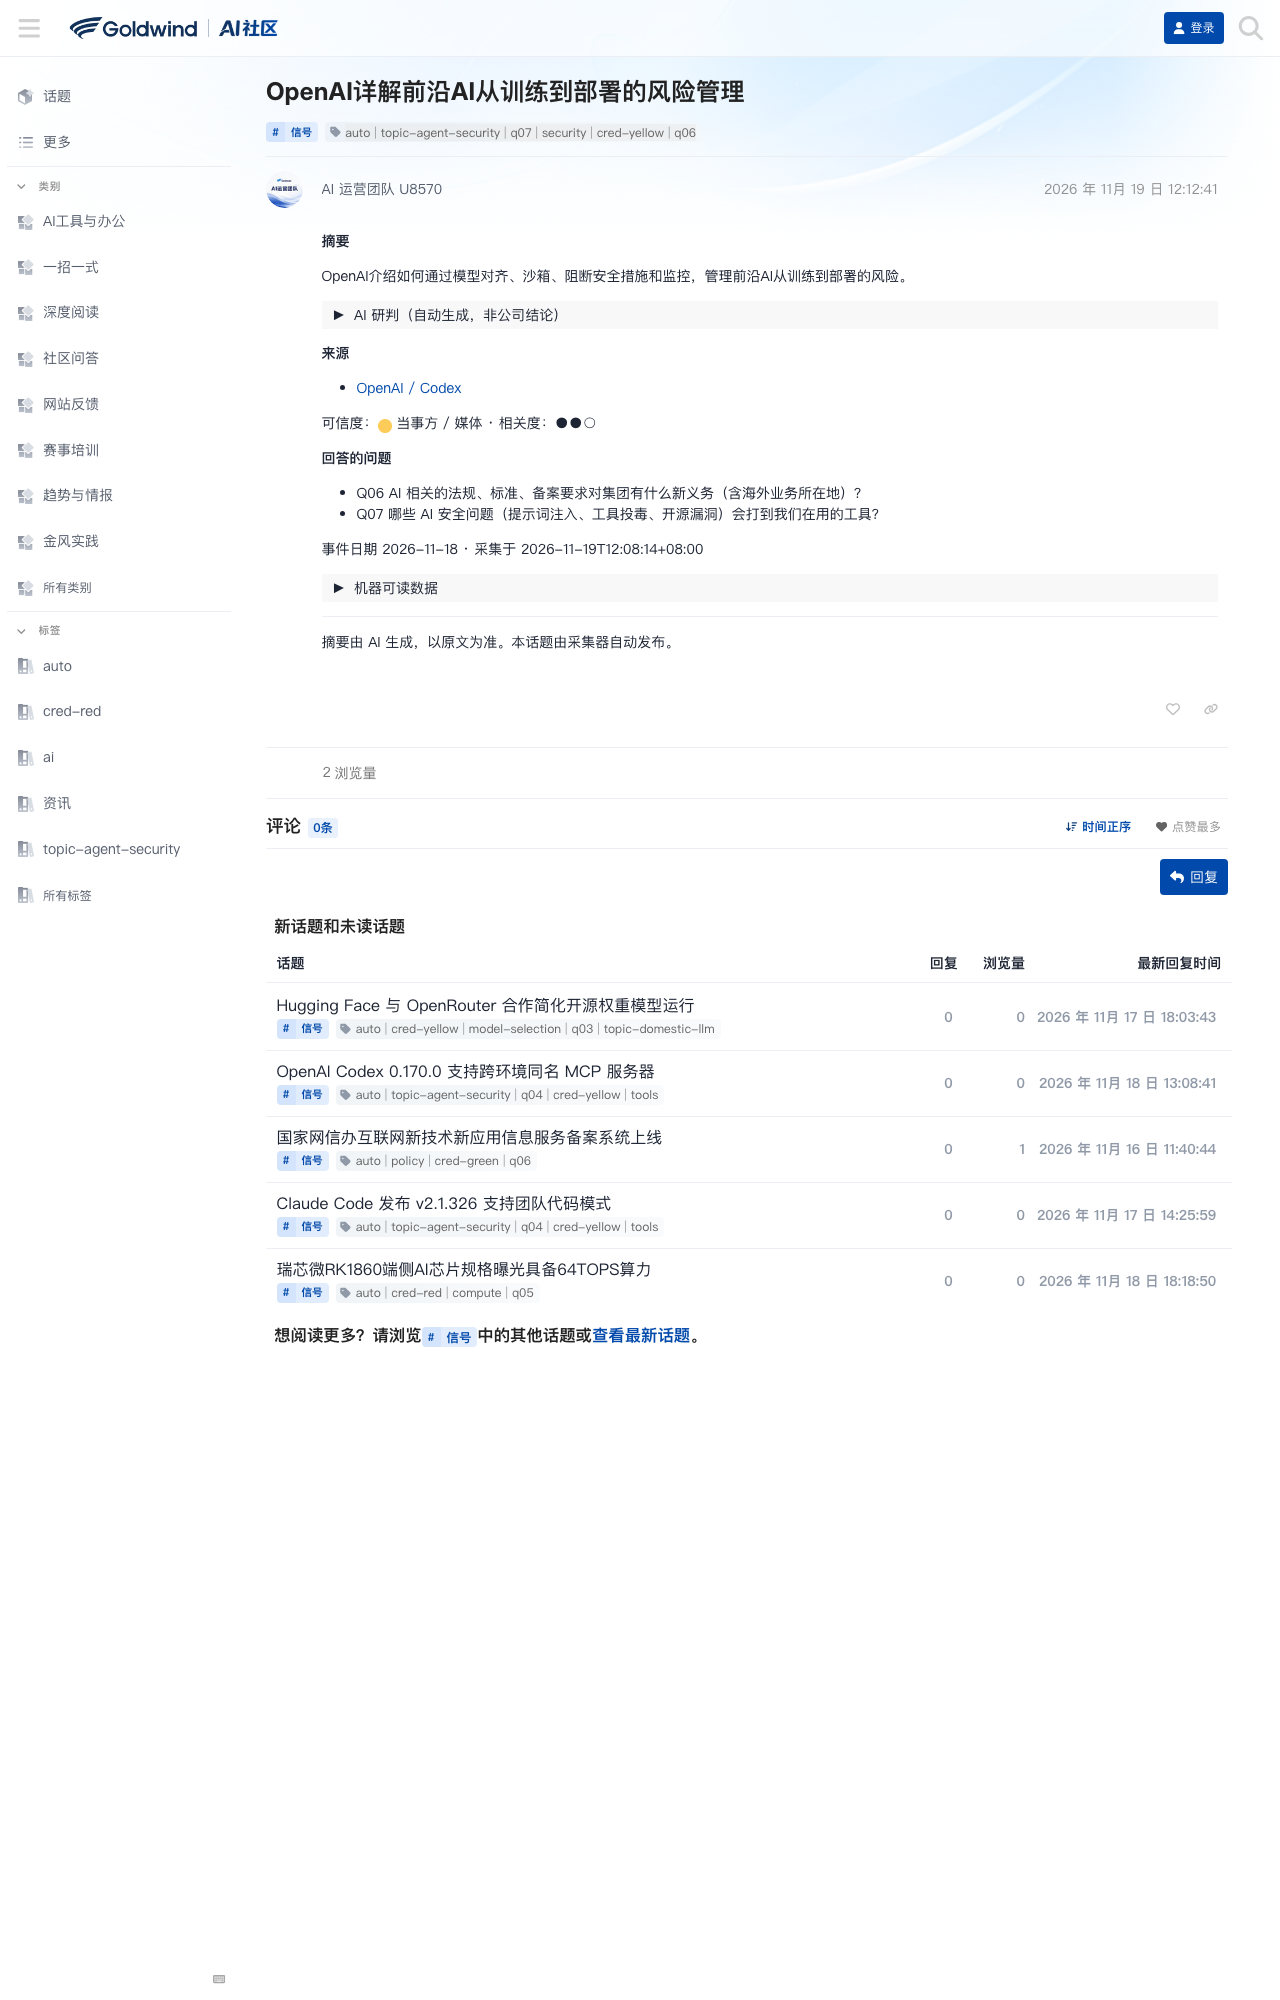 Goldwind AI社区
登录
话题
更多
类别
AI工具与办公
一招一式
深度阅读
社区问答
网站反馈
赛事培训
趋势与情报
金风实践
所有类别
标签
auto
cred-red
ai
资讯
topic-agent-security
所有标签
OpenAI详解前沿AI从训练到部署的风险管理
# 信号 auto | topic-agent-security | q07 | security | cred-yellow | q06
AI 运营团队 U8570 2026 年 11月 19 日 12:12:41
摘要
OpenAI介绍如何通过模型对齐、沙箱、阻断安全措施和监控，管理前沿AI从训练到部署的风险。
▶ AI 研判（自动生成，非公司结论）
来源
• OpenAI / Codex
可信度：🟡 当事方 / 媒体 · 相关度：●●○
回答的问题
• Q06 AI 相关的法规、标准、备案要求对集团有什么新义务（含海外业务所在地）？
• Q07 哪些 AI 安全问题（提示词注入、工具投毒、开源漏洞）会打到我们在用的工具？
事件日期 2026-11-18 · 采集于 2026-11-19T12:08:14+08:00
▶ 机器可读数据
摘要由 AI 生成，以原文为准。本话题由采集器自动发布。
2 浏览量
评论 0条 时间正序 点赞最多
回复
新话题和未读话题
话题 回复 浏览量 最新回复时间
Hugging Face 与 OpenRouter 合作简化开源权重模型运行
# 信号 auto | cred-yellow | model-selection | q03 | topic-domestic-llm
0 0 2026 年 11月 17 日 18:03:43
OpenAI Codex 0.170.0 支持跨环境同名 MCP 服务器
# 信号 auto | topic-agent-security | q04 | cred-yellow | tools
0 0 2026 年 11月 18 日 13:08:41
国家网信办互联网新技术新应用信息服务备案系统上线
# 信号 auto | policy | cred-green | q06
0 1 2026 年 11月 16 日 11:40:44
Claude Code 发布 v2.1.326 支持团队代码模式
# 信号 auto | topic-agent-security | q04 | cred-yellow | tools
0 0 2026 年 11月 17 日 14:25:59
瑞芯微RK1860端侧AI芯片规格曝光具备64TOPS算力
# 信号 auto | cred-red | compute | q05
0 0 2026 年 11月 18 日 18:18:50
想阅读更多？请浏览 # 信号 中的其他话题或查看最新话题。